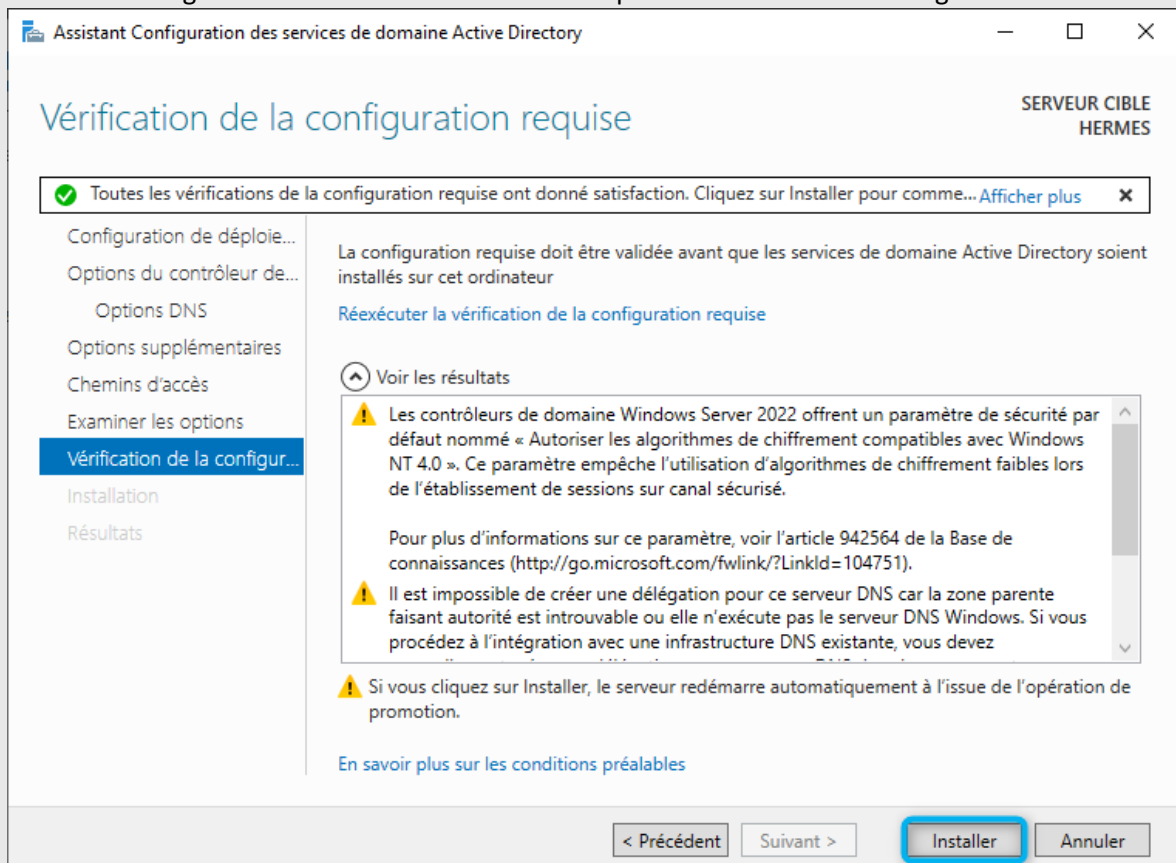 Assistant Configuration des services de domaine Active Directory
Vérification de la configuration requise
SERVEUR CIBLE
HERMES
Toutes les vérifications de la configuration requise ont donné satisfaction. Cliquez sur Installer pour comme... Afficher plus
Configuration de déploie...
Options du contrôleur de...
Options DNS
Options supplémentaires
Chemins d'accès
Examiner les options
Vérification de la configur...
Installation
Résultats
La configuration requise doit être validée avant que les services de domaine Active Directory soient
installés sur cet ordinateur
Réexécuter la vérification de la configuration requise
Voir les résultats
Les contrôleurs de domaine Windows Server 2022 offrent un paramètre de sécurité par
défaut nommé « Autoriser les algorithmes de chiffrement compatibles avec Windows
NT 4.0 ». Ce paramètre empêche l'utilisation d'algorithmes de chiffrement faibles lors
de l'établissement de sessions sur canal sécurisé.
Pour plus d'informations sur ce paramètre, voir l'article 942564 de la Base de
connaissances (http://go.microsoft.com/fwlink/?LinkId=104751).
Il est impossible de créer une délégation pour ce serveur DNS car la zone parente
faisant autorité est introuvable ou elle n'exécute pas le serveur DNS Windows. Si vous
procédez à l'intégration avec une infrastructure DNS existante, vous devez
Si vous cliquez sur Installer, le serveur redémarre automatiquement à l'issue de l'opération de
promotion.
En savoir plus sur les conditions préalables
< Précédent
Suivant >
Installer
Annuler